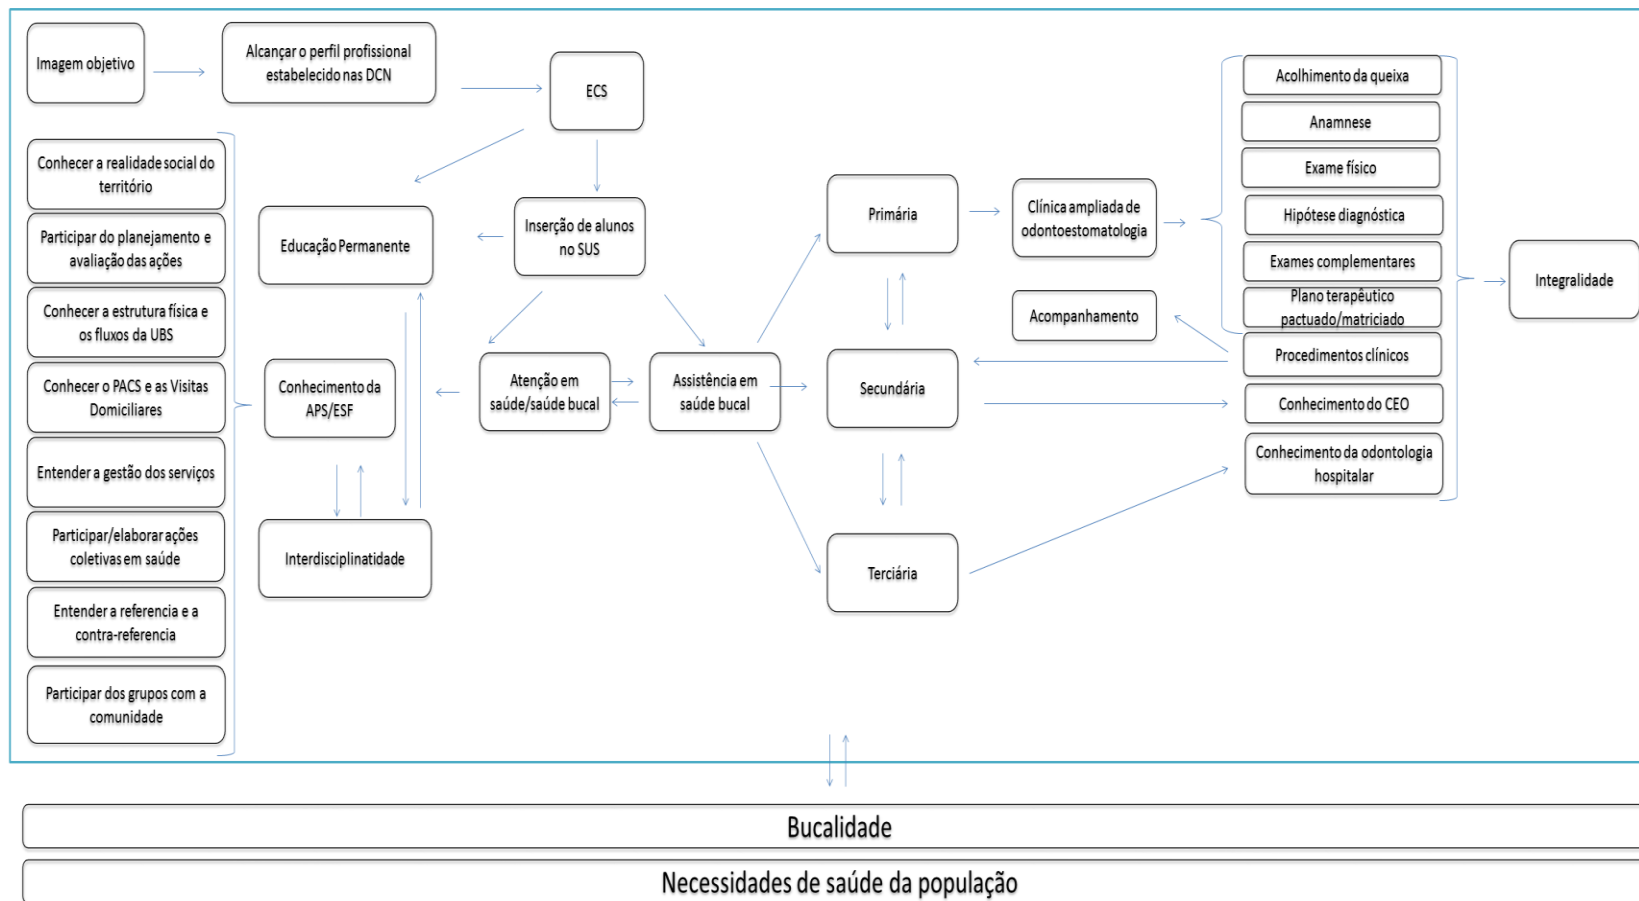 Imagem objetivo
Alcançar o perfil profissional
estabelecido nas DCN
ECS
Conhecer a realidade social do
território
Participar do planejamento e
avaliação das ações
Conhecer a estrutura física e
os fluxos da UBS
Conhecer o PACS e as Visitas
Domiciliares
Entender a gestão dos serviços
Participar/elaborar ações
coletivas em saúde
Entender a referencia e a
contra-referencia
Participar dos grupos com a
comunidade
Educação Permanente
Inserção de alunos
no SUS
Conhecimento da
APS/ESF
Atenção em
saúde/saúde bucal
Assistência em
saúde bucal
Interdisciplinatidade
Primária
Secundária
Terciária
Clínica ampliada de
odontoestomatologia
Acompanhamento
Acolhimento da queixa
Anamnese
Exame físico
Hipótese diagnóstica
Exames complementares
Plano terapêutico
pactuado/matriciado
Procedimentos clínicos
Conhecimento do CEO
Conhecimento da odontologia
hospitalar
Integralidade
Bucalidade
Necessidades de saúde da população